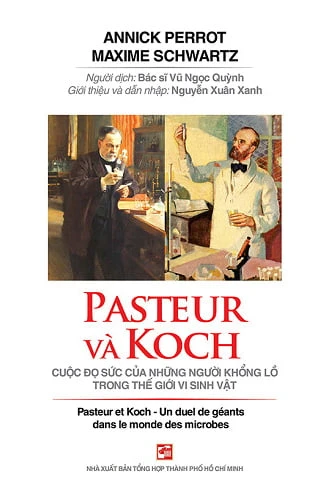 ANNICK PERROT
MAXIME SCHWARTZ
Người dịch: Bác sĩ Vũ Ngọc Quỳnh
Giới thiệu và dẫn nhập: Nguyễn Xuân Xanh
PASTEUR
VÀ KOCH
CUỘC ĐỌ SỨC CỦA NHỮNG NGƯỜI KHỔNG LỒ
TRONG THẾ GIỚI VI SINH VẬT
Pasteur et Koch - Un duel de géants
dans le monde des microbes
NHÀ XUẤT BẢN TỔNG HỢP THÀNH PHỐ HỒ CHÍ MINH